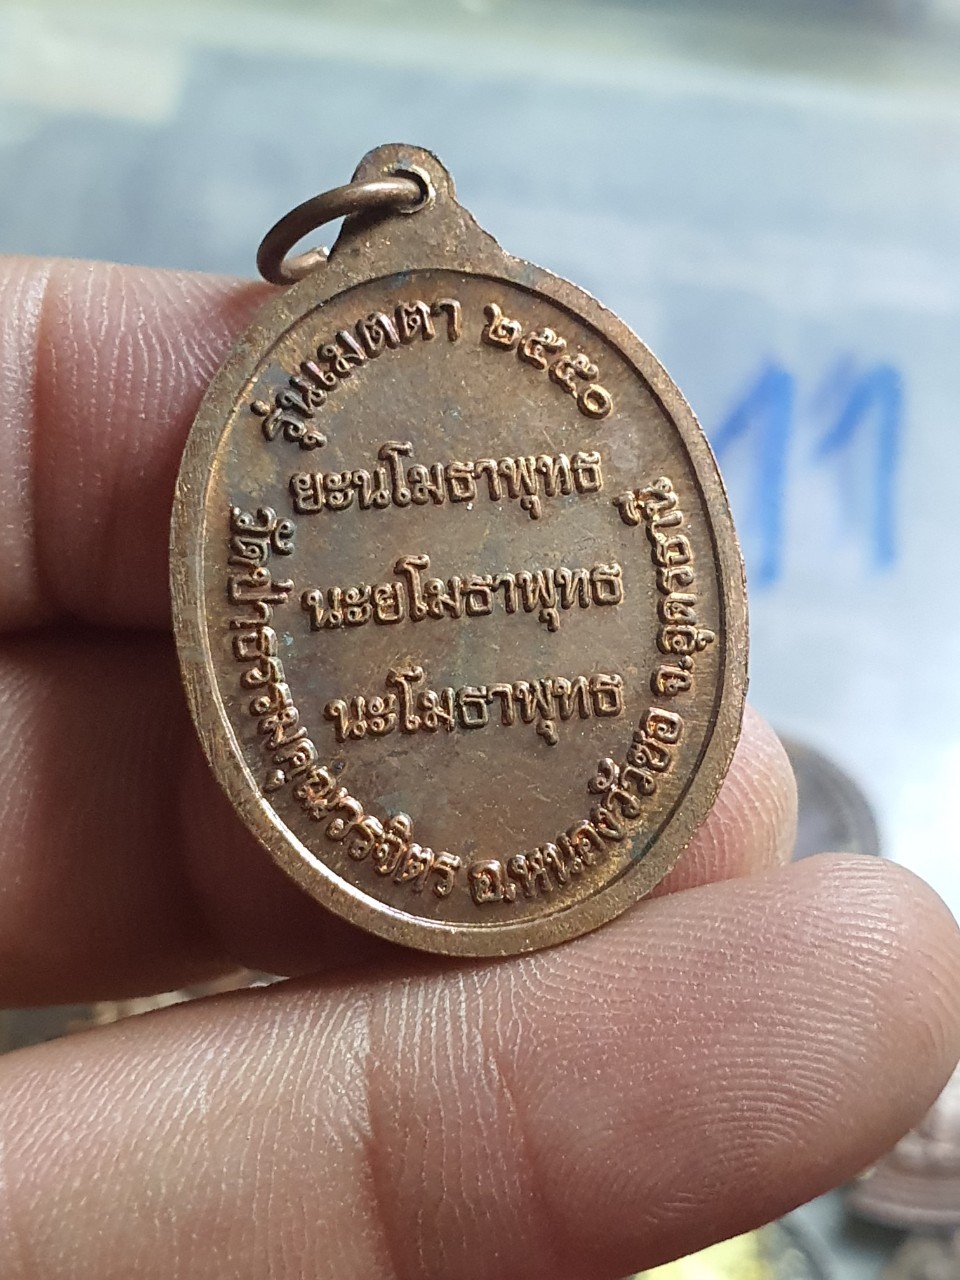 รุ่นเมตตา ๒๕๕๐
ยะนโมธาพุทธ
นะยโมธาพุทธ
นะโมธาพุทธ
วัดป่าธรรมคุณวรจิตร อ.หนองวัวซอ จ.อุดรธานี
11